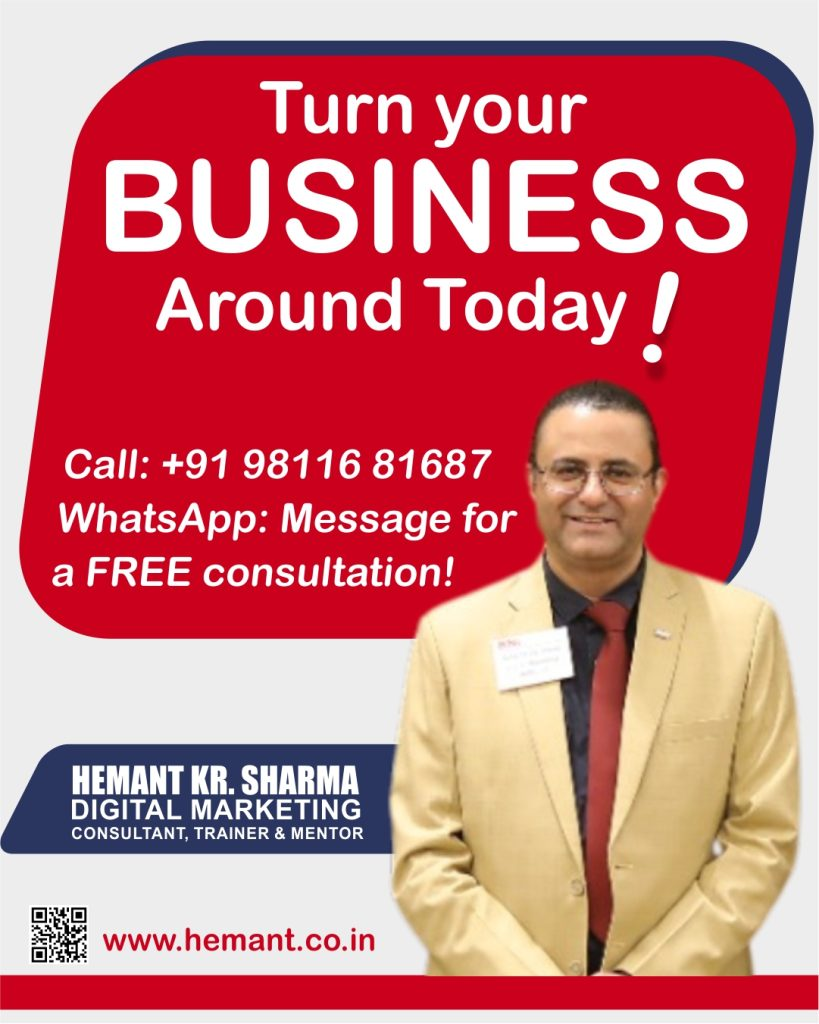 Turn your
BUSINESS
Around Today!
Call: +91 98116 81687
WhatsApp: Message for
a FREE consultation!
HEMANT KR. SHARMA
DIGITAL MARKETING
CONSULTANT, TRAINER & MENTOR
www.hemant.co.in